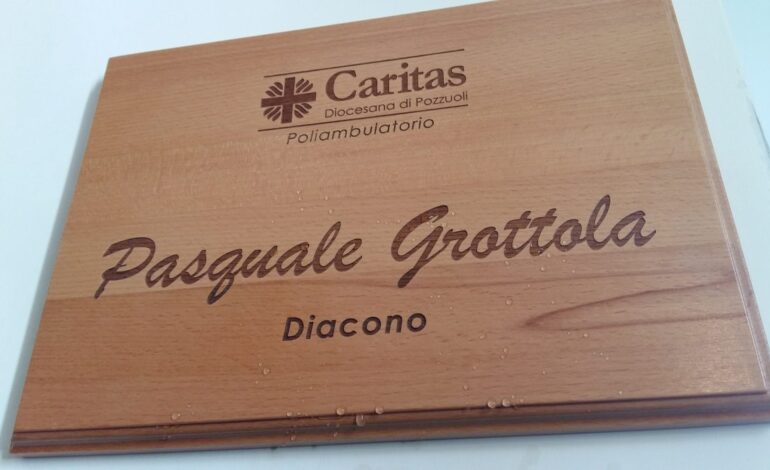 Caritas
Diocesana di Pozzuoli
Poliambulatorio
Pasquale Grottola
Diacono